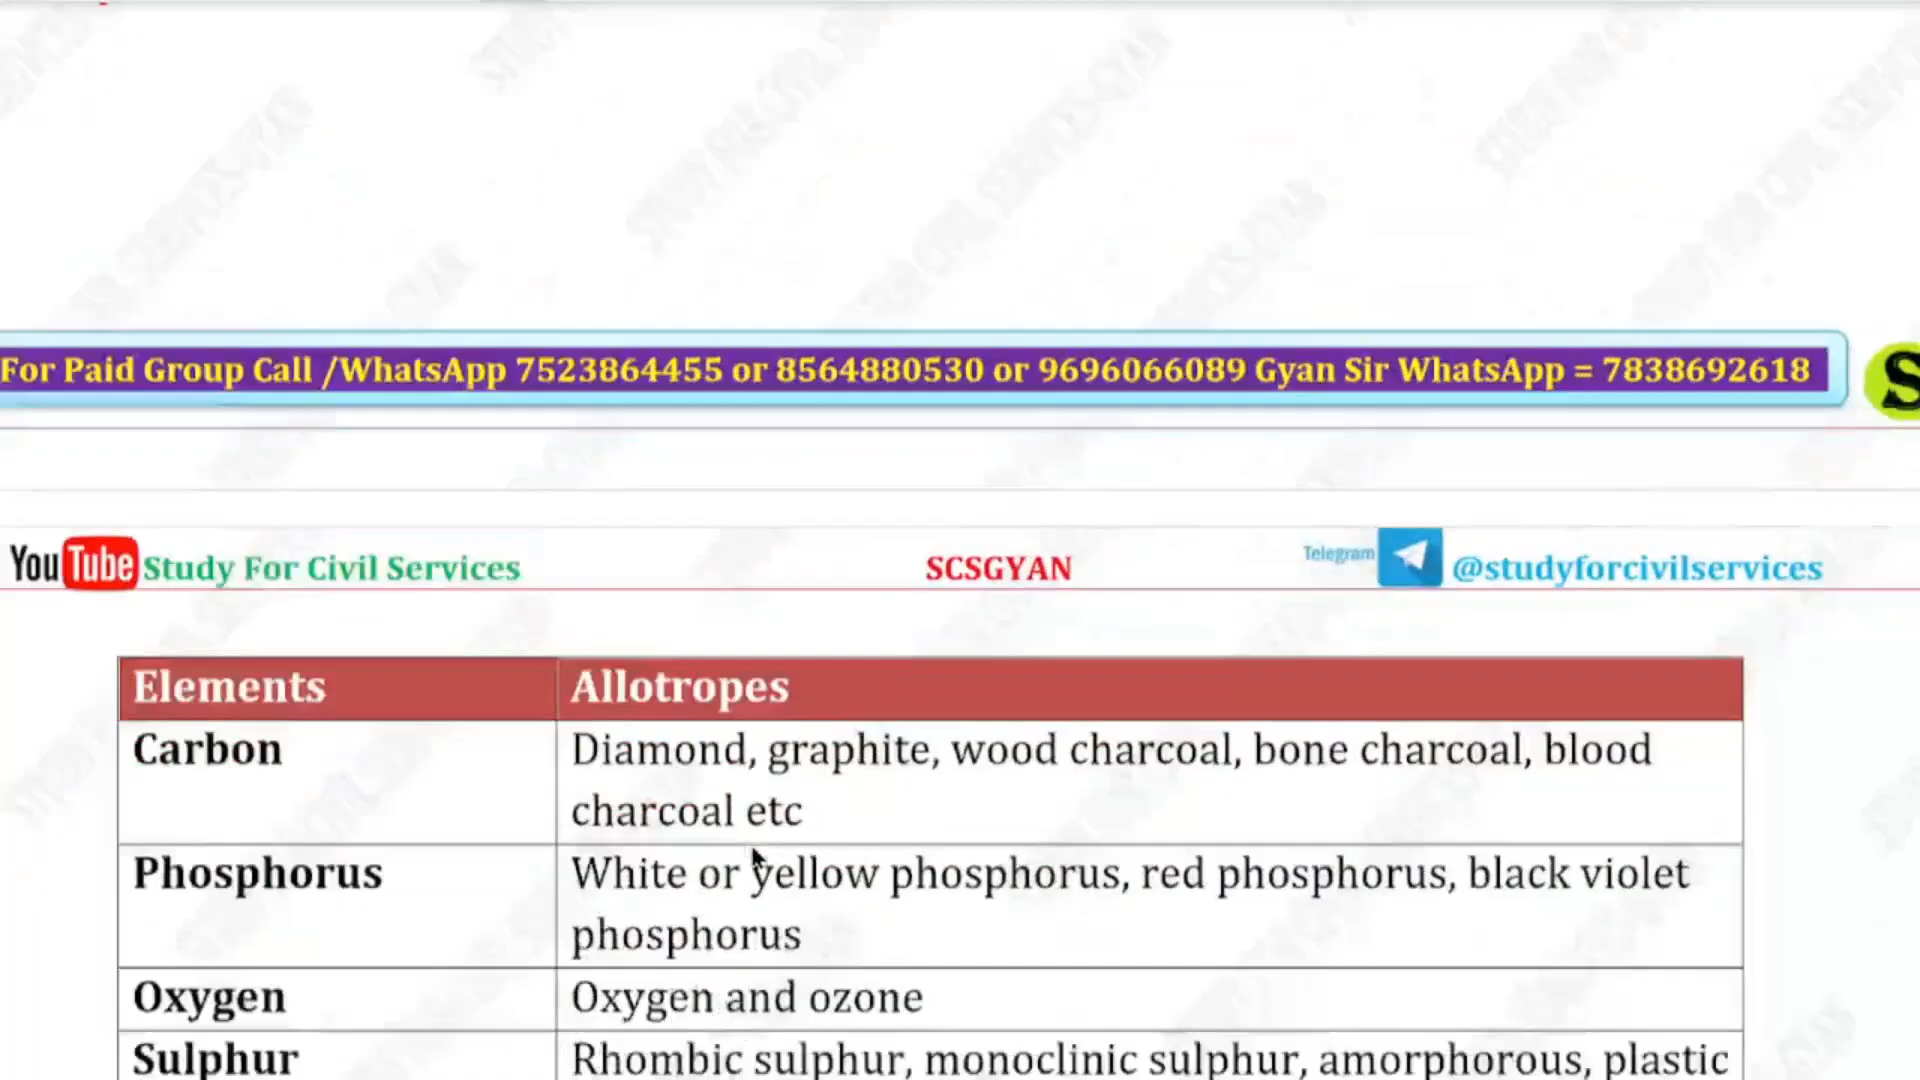 For Paid Group Call /WhatsApp 7523864455 or 8564880530 or 9696066089 Gyan Sir WhatsApp = 7838692618
S
YouTube Study For Civil Services SCSGYAN Telegram @studyforcivilservices
Elements Allotropes
Carbon Diamond, graphite, wood charcoal, bone charcoal, blood
charcoal etc
Phosphorus White or yellow phosphorus, red phosphorus, black violet
phosphorus
Oxygen Oxygen and ozone
Sulphur Rhombic sulphur, monoclinic sulphur, amorphorous, plastic